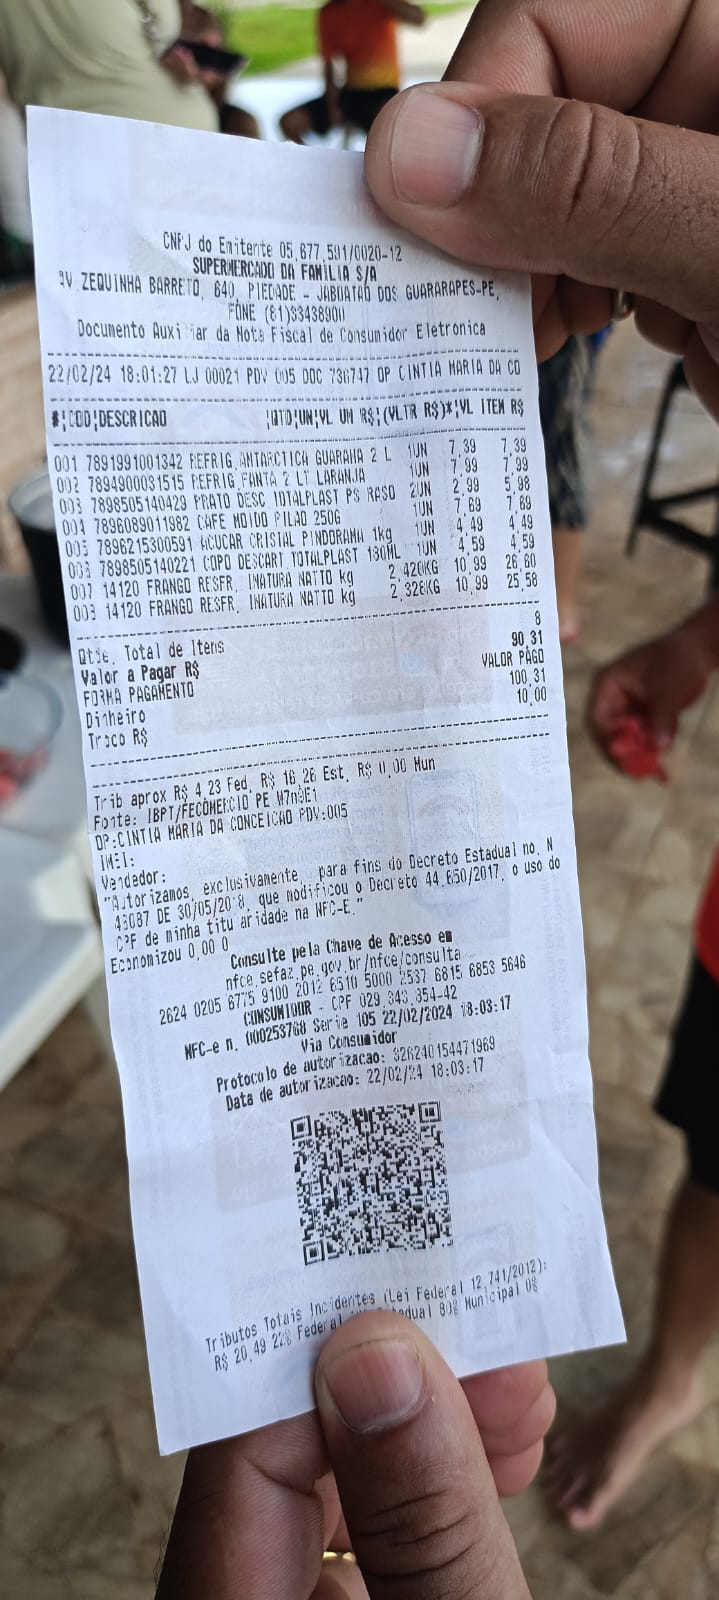 CNPJ do Emitente 05.677.591/0020-12
SUPERMERCADO DA FAMILIA S/A
AV ZEQUINHA BARRETO, 640, PIEDADE - JABOATAO DOS GUARARAPES-PE,
FONE (81)33438900
Documento Auxiliar da Nota Fiscal de Consumidor Eletronica
22/02/24 18:01:27 LJ 00021 PDV 005 DOC 736747 OP CINTIA MARIA DA CO
#|COD|DESCRICAO |QTD|UN|VL UN R$|(VLTR R$)*|VL ITEM R$
001 7891991001342 REFRIG.ANTARCTICA GUARANA 2 L 1UN 7,39 7,39
002 7894900031515 REFRIG.FANTA 2 LT LARANJA 1UN 7,99 7,99
003 7898505140429 PRATO DESC TOTALPLAST PS RASO 2UN 2,99 5,98
004 7896089011982 CAFE MOIDO PILAO 250G 1UN 7,69 7,69
005 7896215300591 ACUCAR CRISTAL PINDORAMA 1kg 1UN 4,49 4,49
006 7898505140221 COPO DESCART TOTALPLAST 180ML 1UN 4,59 4,59
007 14120 FRANGO RESFR. INATURA NATTO kg 2,420KG 10,99 26,60
008 14120 FRANGO RESFR. INATURA NATTO kg 2,328KG 10,99 25,58
Qtde. Total de Itens 8
Valor a Pagar R$ 90,31
FORMA PAGAMENTO VALOR PAGO
Dinheiro 100,31
Troco R$ 10,00
Trib aprox R$ 4,23 Fed, R$ 16,26 Est, R$ 0,00 Mun
Fonte: IBPT/FECOMERCIO PE W7n9E1
OP:CINTIA MARIA DA CONCEICAO PDV:005
IMEI:
Vendedor:
"Autorizamos, exclusivamente, para fins do Decreto Estadual no. N
46087 DE 30/05/2018, que modificou o Decreto 44.650/2017, o uso do
CPF de minha titularidade na NFC-E."
Economizou 0,00 0
Consulte pela Chave de Acesso em
nfce.sefaz.pe.gov.br/nfce/consulta
2624 0205 6775 9100 2012 6510 5000 2537 6815 6853 5646
CONSUMIDOR - CPF 029.343.354-42
NFC-e n. 000253768 Serie 105 22/02/2024 18:03:17
Via Consumidor
Protocolo de autorizacao: 326240154471969
Data de autorizacao: 22/02/24 18:03:17
Tributos Totais Incidentes (Lei Federal 12.741/2012):
R$ 20,49 22% Federal Estadual 80% Municipal 0%